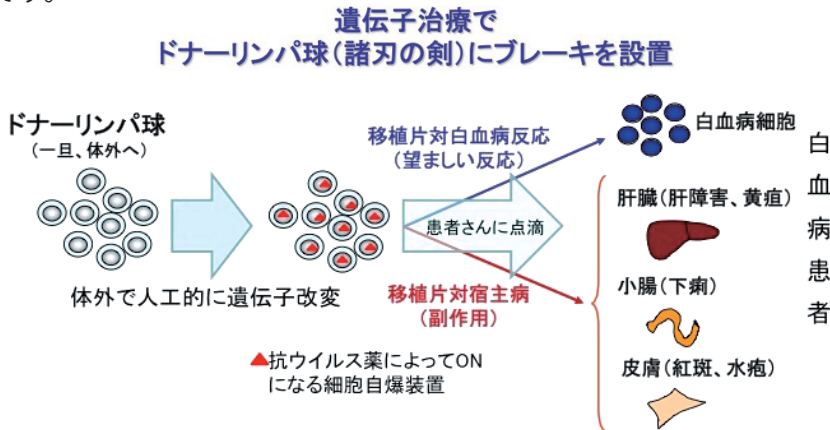 です。
遺伝子治療で
ドナーリンパ球(諸刃の剣)にブレーキを設置
ドナーリンパ球
(一旦、体外へ)
体外で人工的に遺伝子改変
移植片対白血病反応
(望ましい反応)
患者さんに点滴
移植片対宿主病
(副作用)
▲抗ウイルス薬によってON
になる細胞自爆装置
白血病細胞
肝臓(肝障害、黄疸)
小腸(下痢)
皮膚(紅斑、水疱)
白血病患者